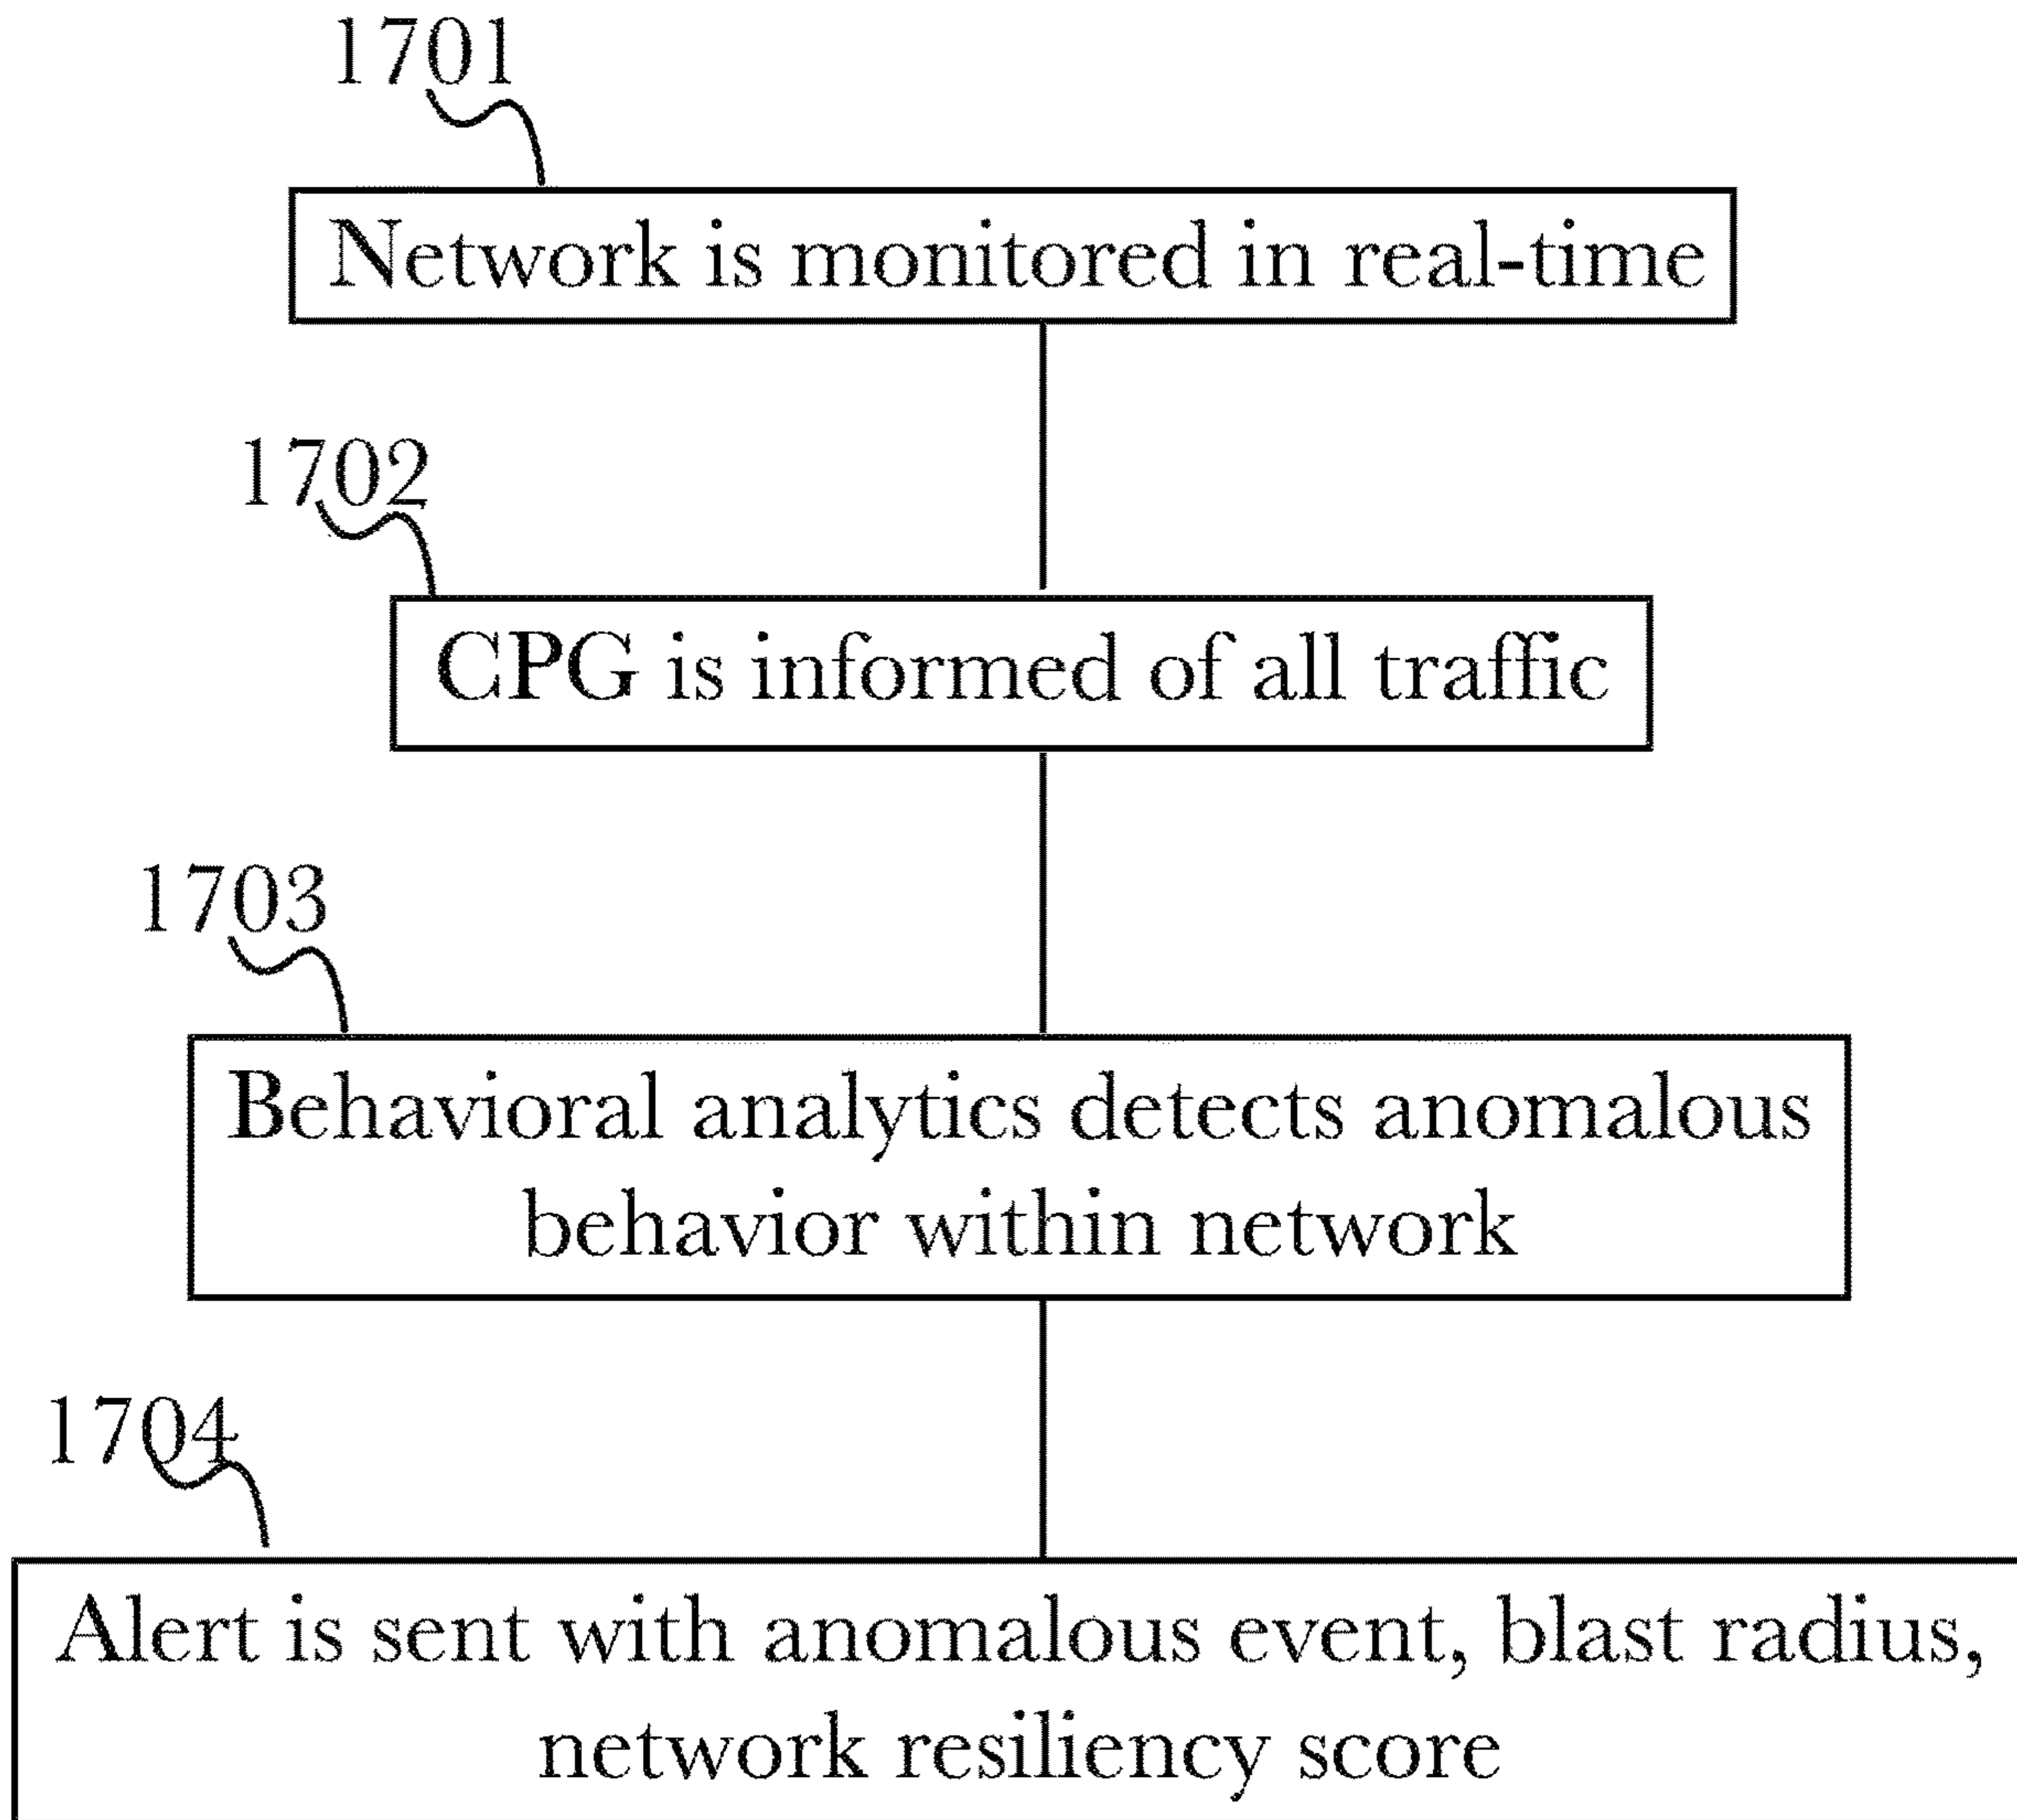 1701
Network is monitored in real-time
1702
CPG is informed of all traffic
1703
Behavioral analytics detects anomalous
behavior within network
1704
Alert is sent with anomalous event, blast radius,
network resiliency score